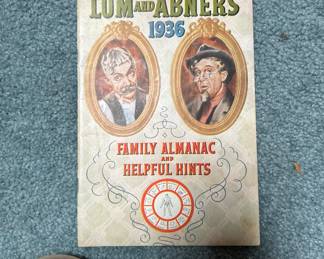 LUM AND ABNERS
1936
FAMILY ALMANAC
AND
HELPFUL HINTS